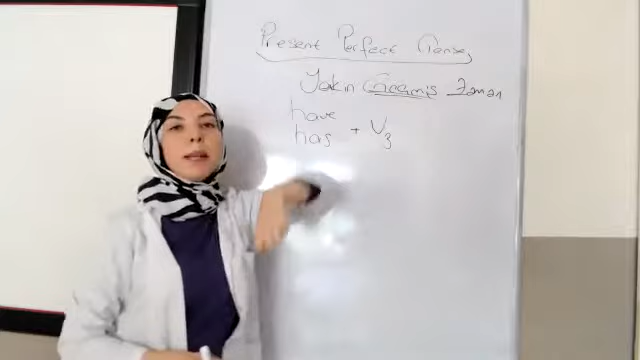 Present Perfect Tense
Yakın Geçmiş Zaman
have
has + V3